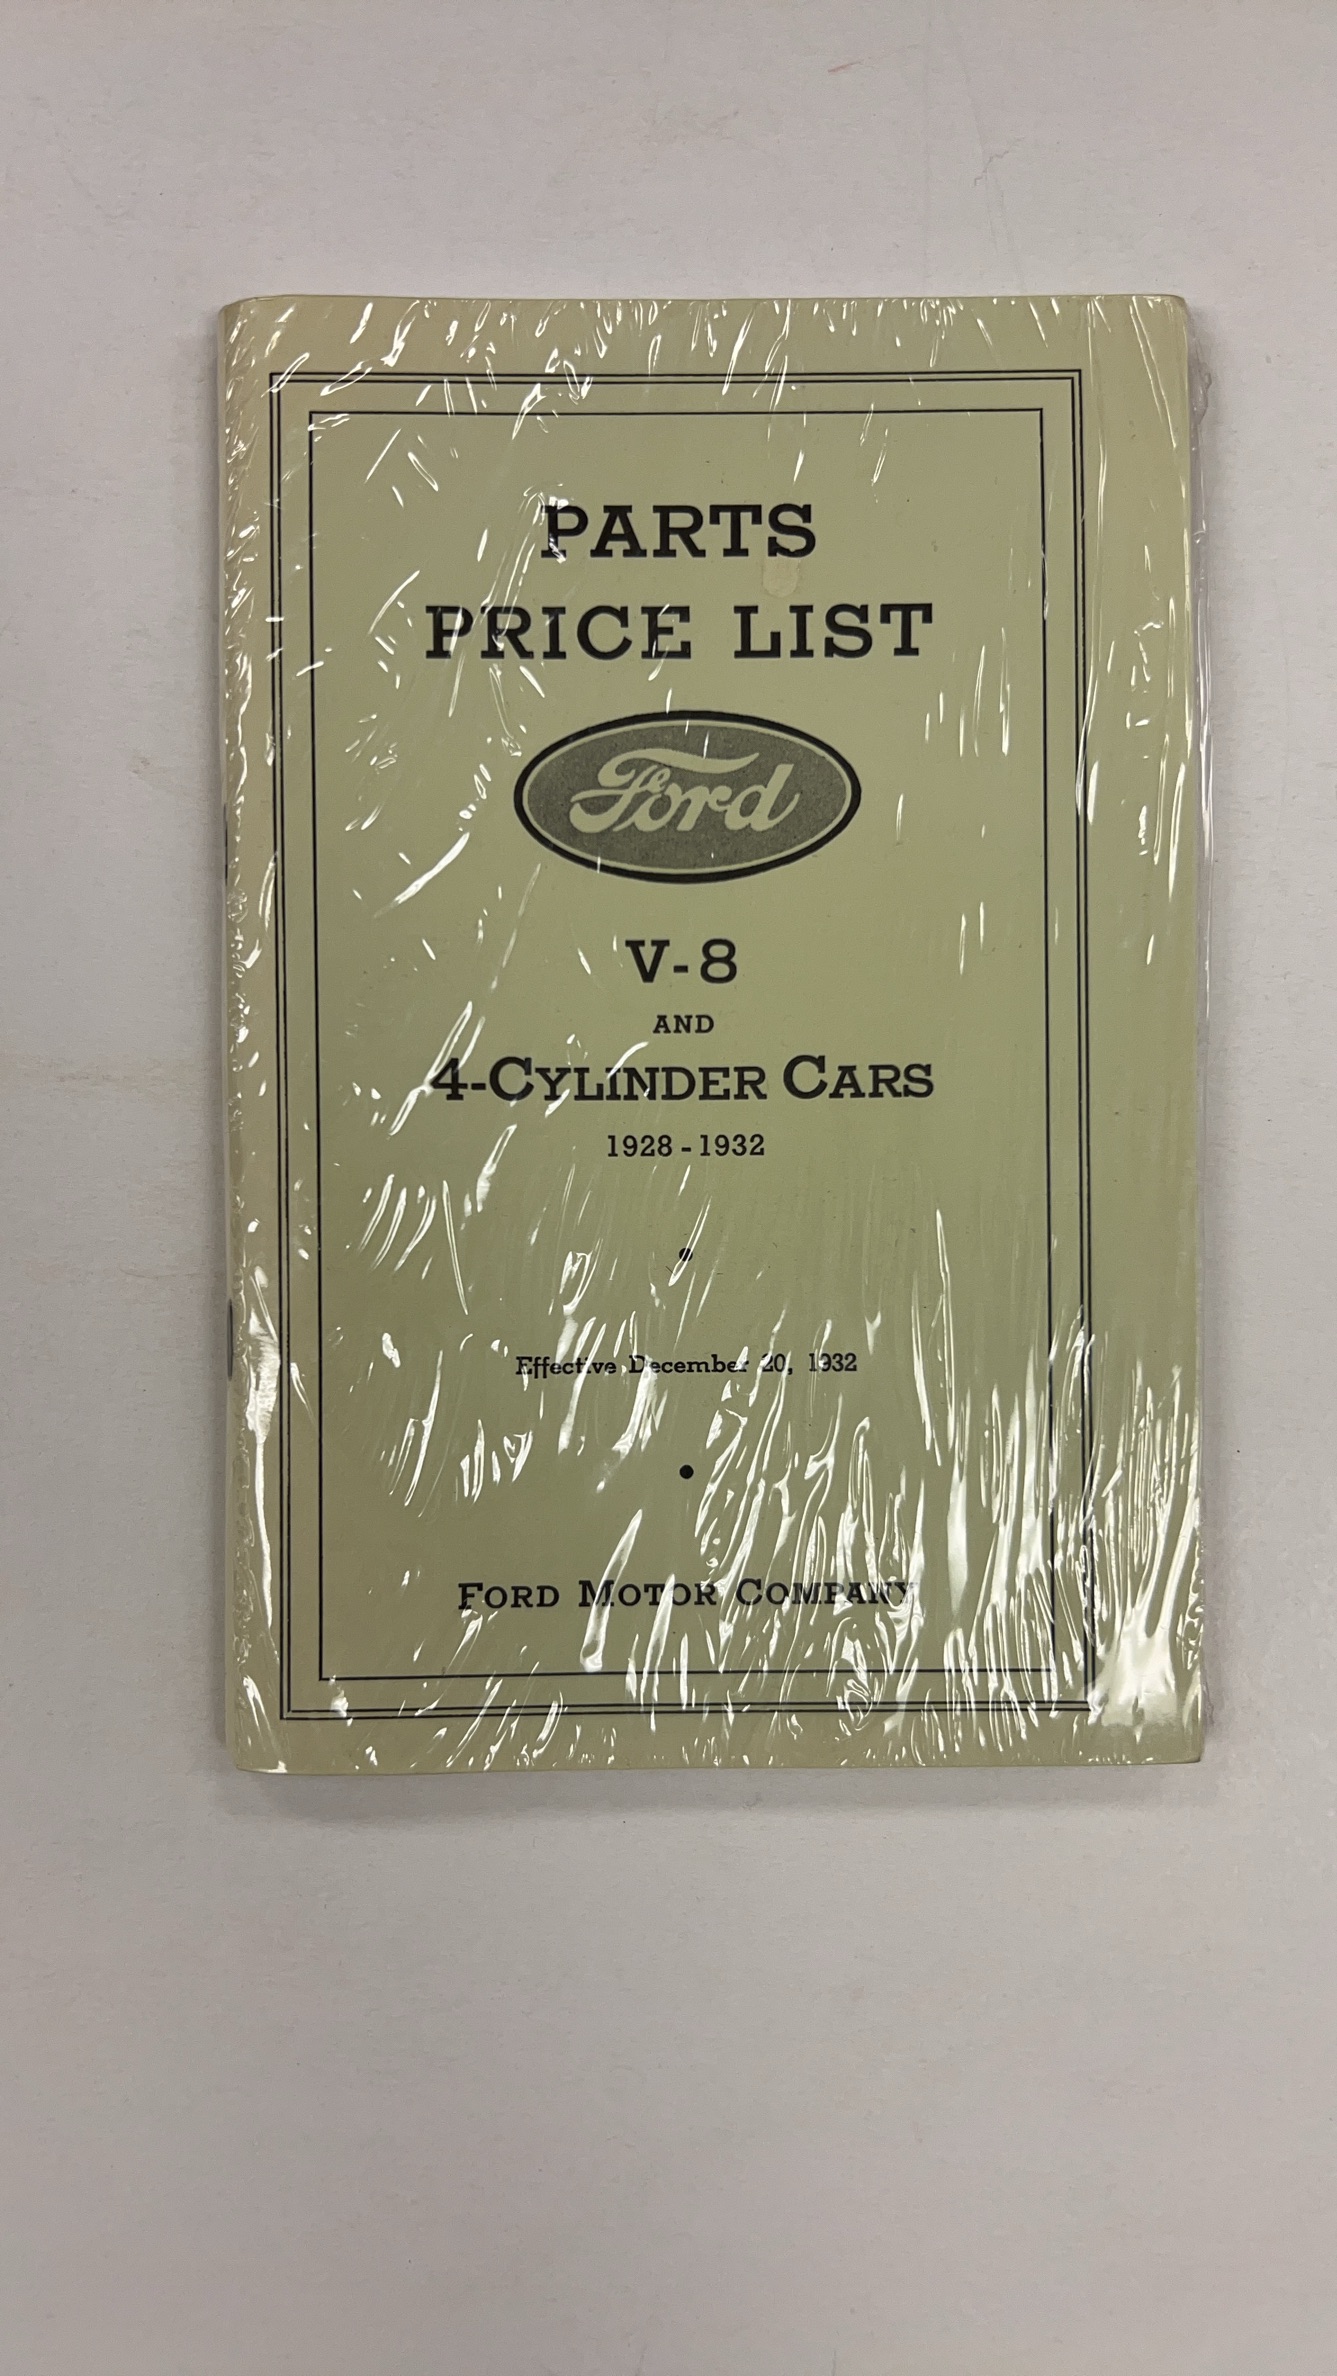 PARTS
PRICE LIST
Ford
V-8
AND
4-CYLINDER CARS
1928-1932
Effective December 20, 1932
FORD MOTOR COMPANY